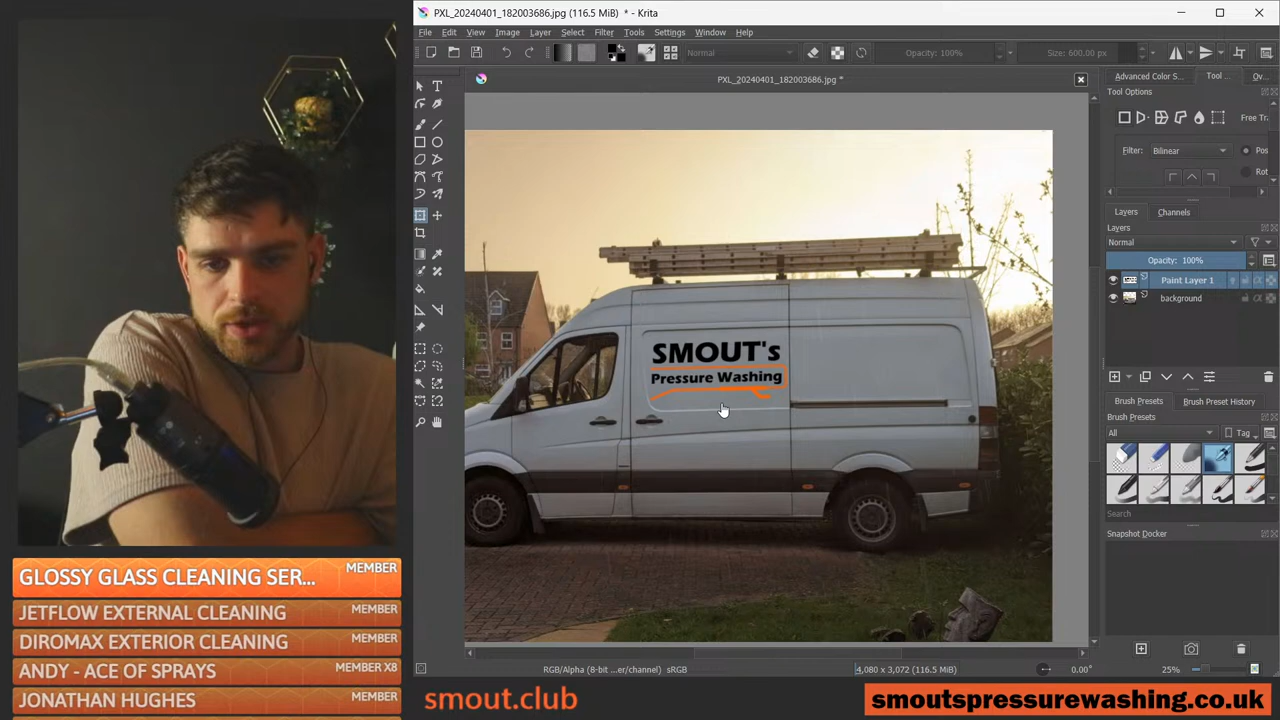 PXL_20240401_182003686.jpg (116.5 MiB) * - Krita
File Edit View Image Layer Select Filter Tools Settings Window Help
Normal Opacity: 100% Size: 600.00 px
PXL_20240401_182003686.jpg *
Advanced Color S... Tool ... Ov...
Tool Options
Free Tr
Filter: Bilinear Pos
Rot
Layers Channels
Layers
Normal
Opacity: 100%
Paint Layer 1
background
SMOUT's
Pressure Washing
Brush Presets Brush Preset History
Brush Presets
All Tag
Search
Snapshot Docker
RGB/Alpha (8-bit ...er/channel) sRGB 4,080 x 3,072 (116.5 MiB) 0.00° 25%
GLOSSY GLASS CLEANING SER... MEMBER
JETFLOW EXTERNAL CLEANING MEMBER
DIROMAX EXTERIOR CLEANING MEMBER
ANDY - ACE OF SPRAYS MEMBER X8
JONATHAN HUGHES MEMBER
smout.club
smoutspressurewashing.co.uk